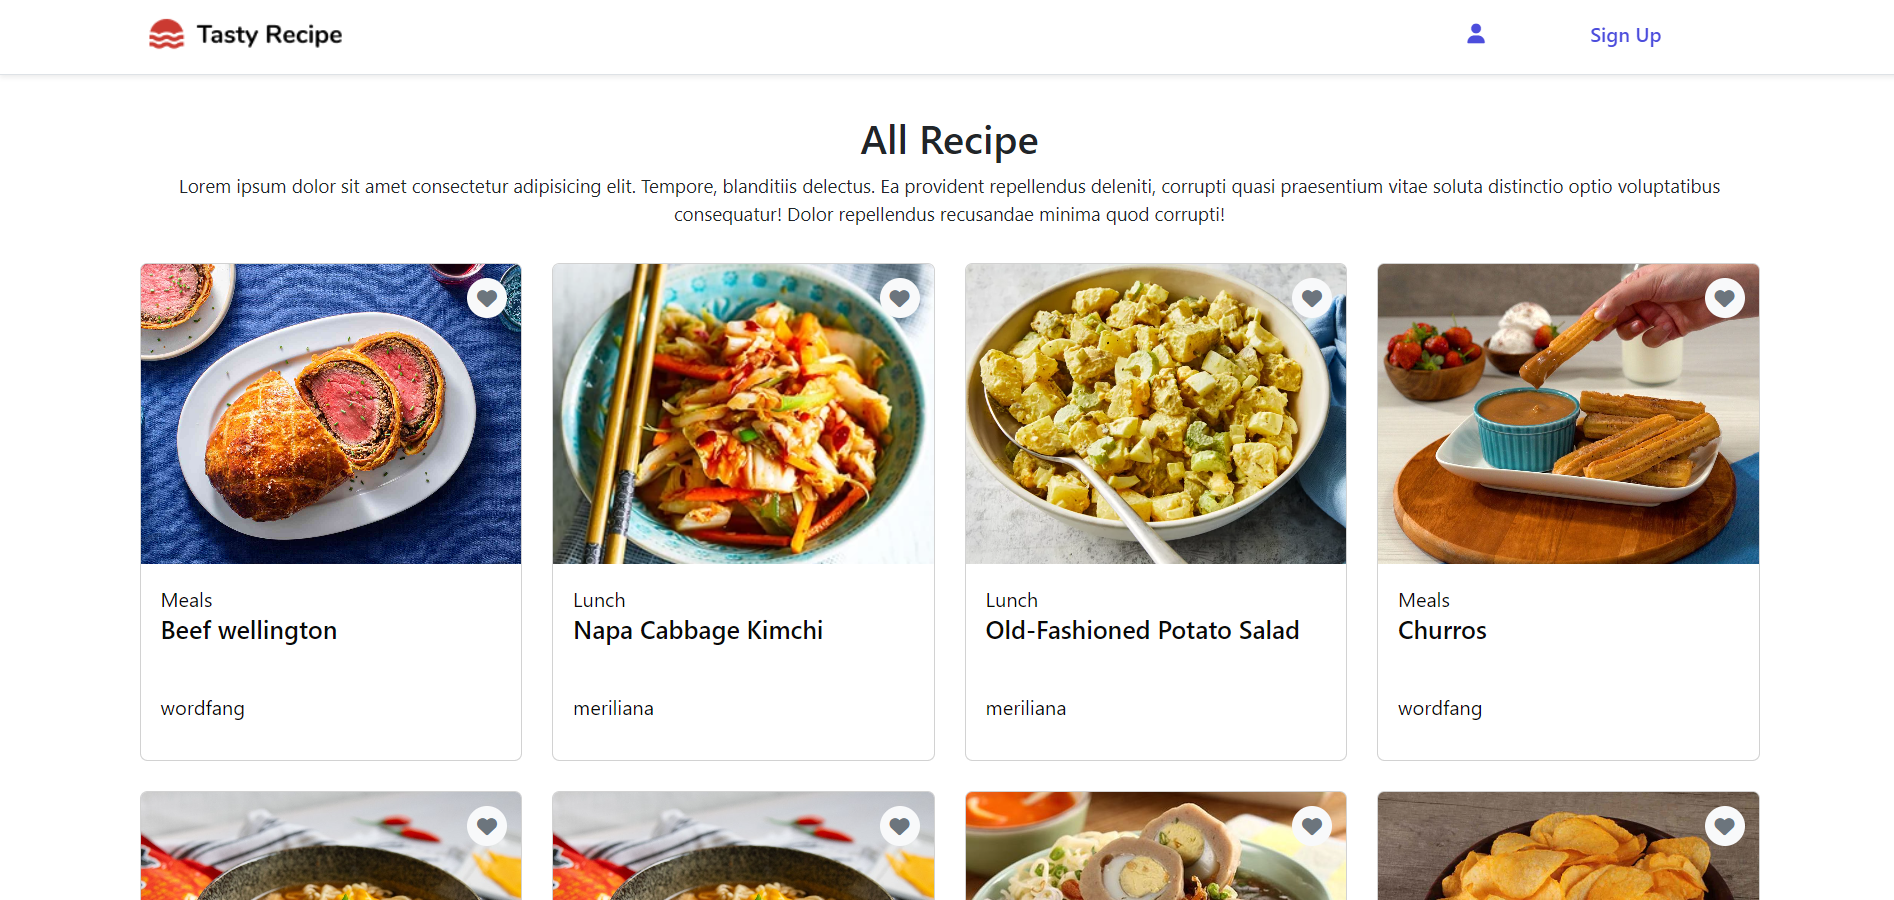 Tasty Recipe
Sign Up
All Recipe
Lorem ipsum dolor sit amet consectetur adipisicing elit. Tempore, blanditiis delectus. Ea provident repellendus deleniti, corrupti quasi praesentium vitae soluta distinctio optio voluptatibus
consequatur! Dolor repellendus recusandae minima quod corrupti!
Meals
Beef wellington
wordfang
Lunch
Napa Cabbage Kimchi
meriliana
Lunch
Old-Fashioned Potato Salad
meriliana
Meals
Churros
wordfang